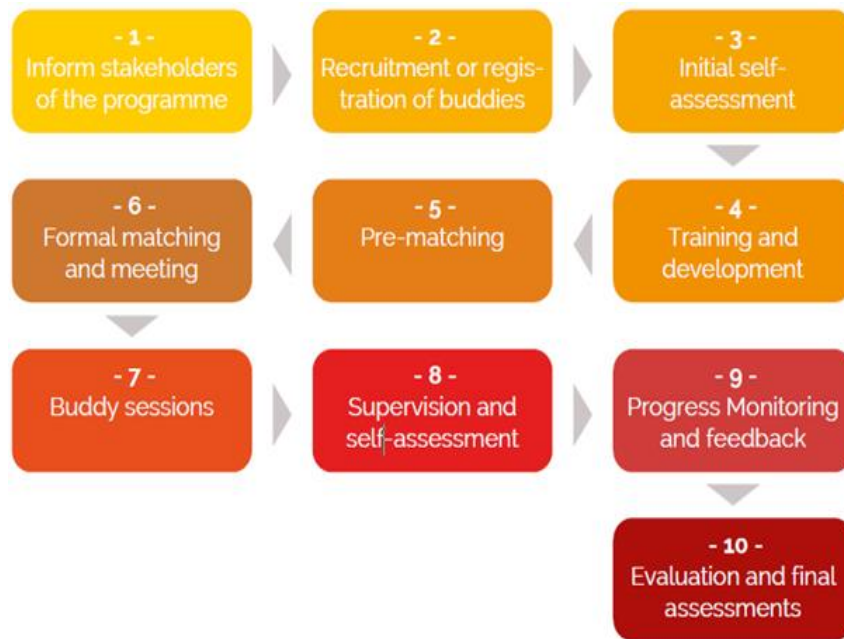 - 1 -
Inform stakeholders
of the programme
- 2 -
Recruitment or regis-
tration of buddies
- 3 -
Initial self-
assessment
- 4 -
Training and
development
- 5 -
Pre-matching
- 6 -
Formal matching
and meeting
- 7 -
Buddy sessions
- 8 -
Supervision and
self-assessment
- 9 -
Progress Monitoring
and feedback
- 10 -
Evaluation and final
assessments